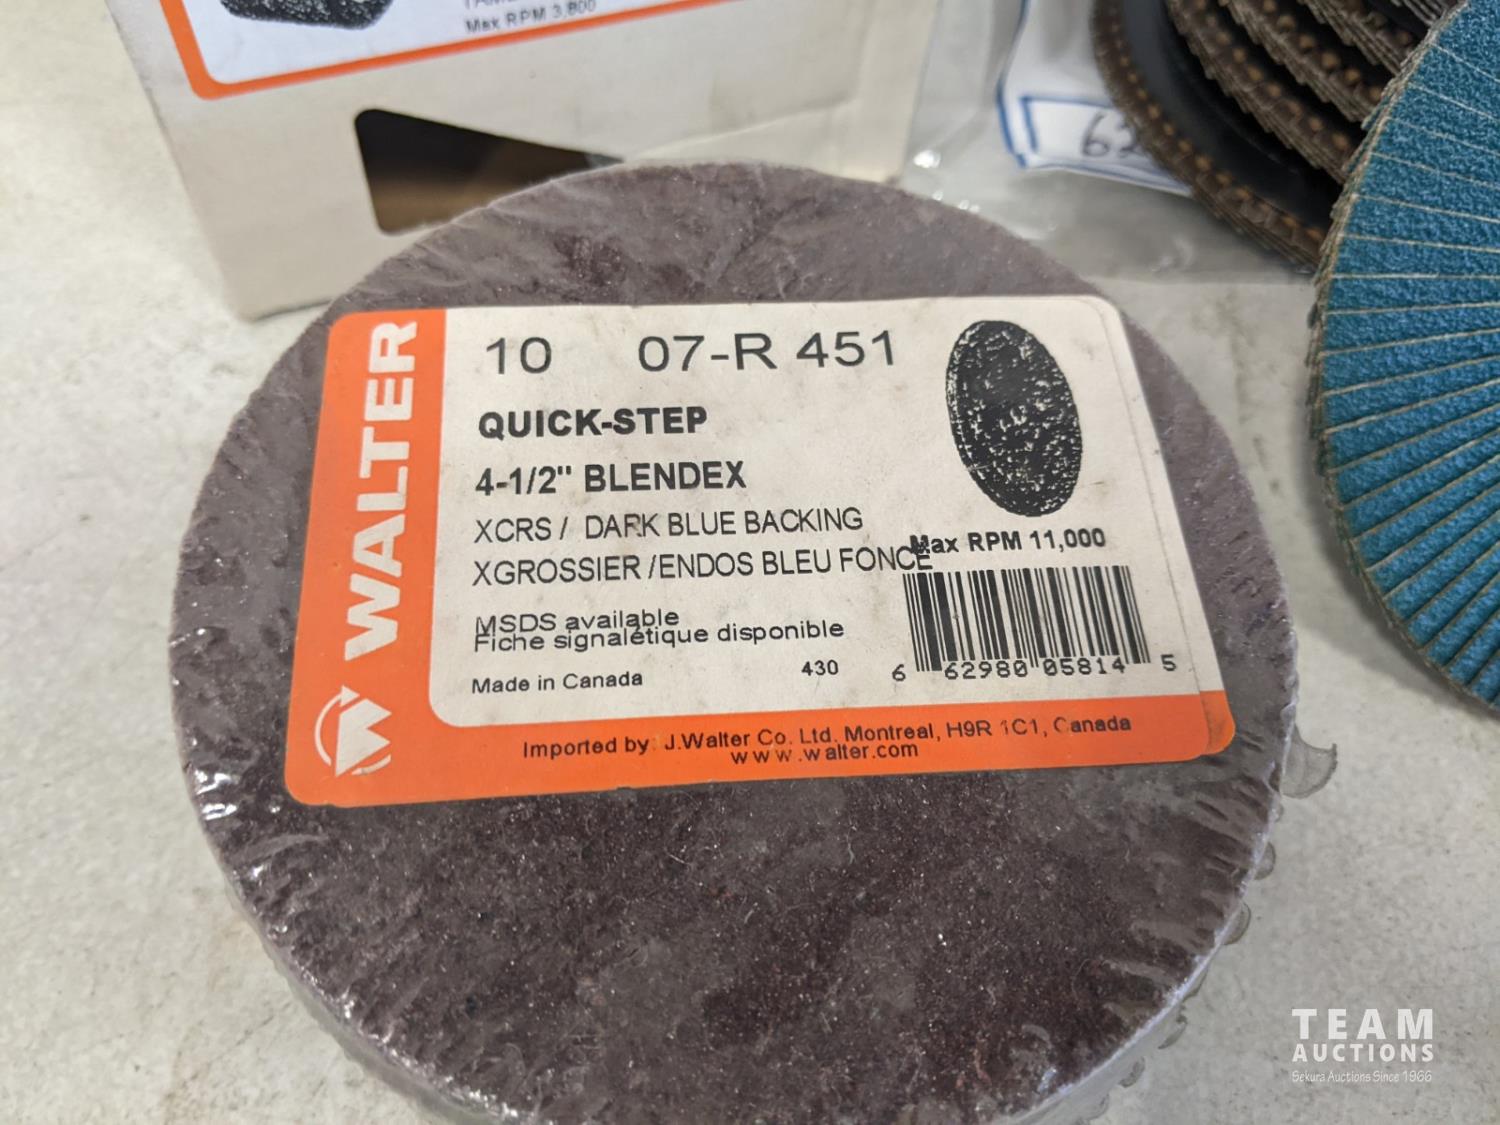 Max RPM 3,800
62
WALTER
10 07-R 451
QUICK-STEP
4-1/2" BLENDEX
XCRS / DARK BLUE BACKING
XGROSSIER /ENDOS BLEU FONCE
Max RPM 11,000
MSDS available
Fiche signalétique disponible
Made in Canada
430
6 62980 05814 5
Imported by: J.Walter Co. Ltd. Montreal, H9R 1C1, Canada
www.walter.com
TEAM
AUCTIONS
Sekura Auctions Since 1966